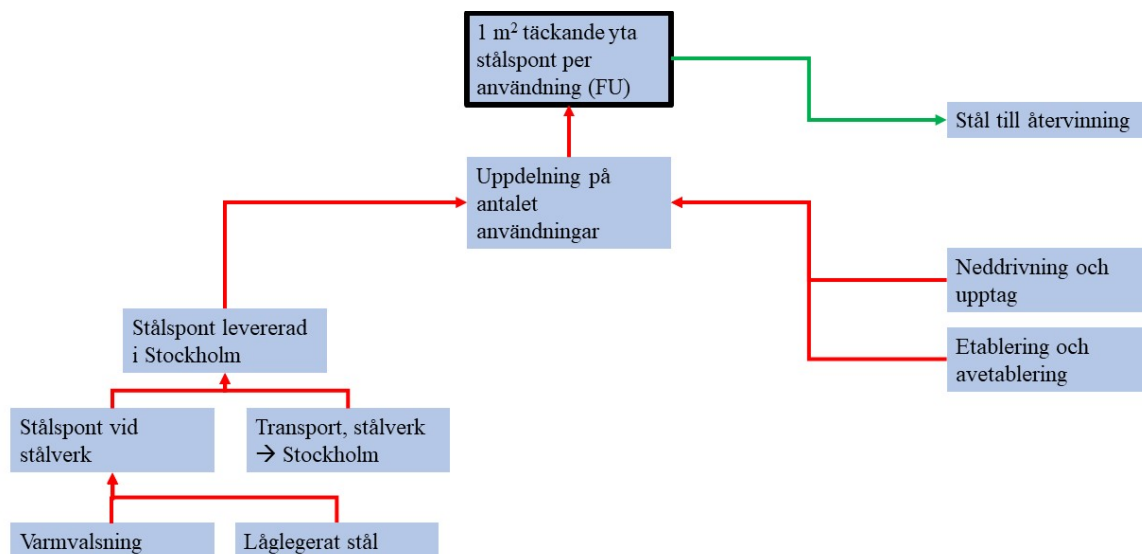 1 m² täckande yta
stålspont per
användning (FU)
Stål till återvinning
Uppdelning på
antalet
användningar
Neddrivning och
upptag
Stålspont levererad
i Stockholm
Etablering och
avetablering
Stålspont vid
stålverk
Transport, stålverk
→ Stockholm
Varmvalsning
Låglegerat stål